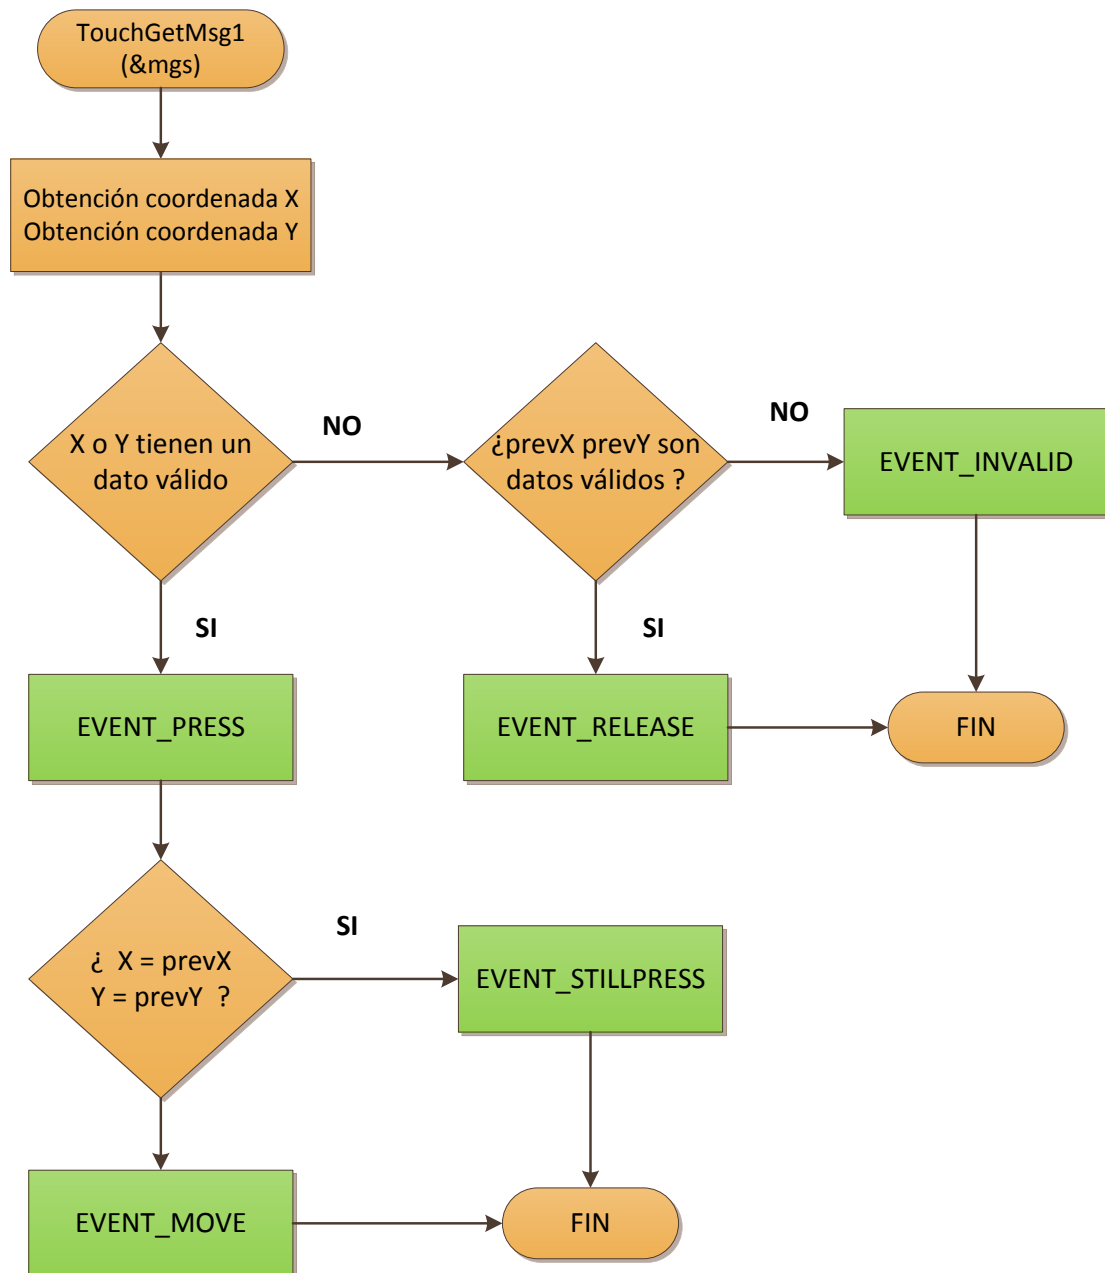 TouchGetMsg1
(&mgs)
Obtención coordenada X
Obtención coordenada Y
X o Y tienen un
dato válido
NO
¿prevX prevY son
datos válidos ?
NO
EVENT_INVALID
SI
SI
EVENT_PRESS
EVENT_RELEASE
FIN
¿ X = prevX
Y = prevY ?
SI
EVENT_STILLPRESS
EVENT_MOVE
FIN